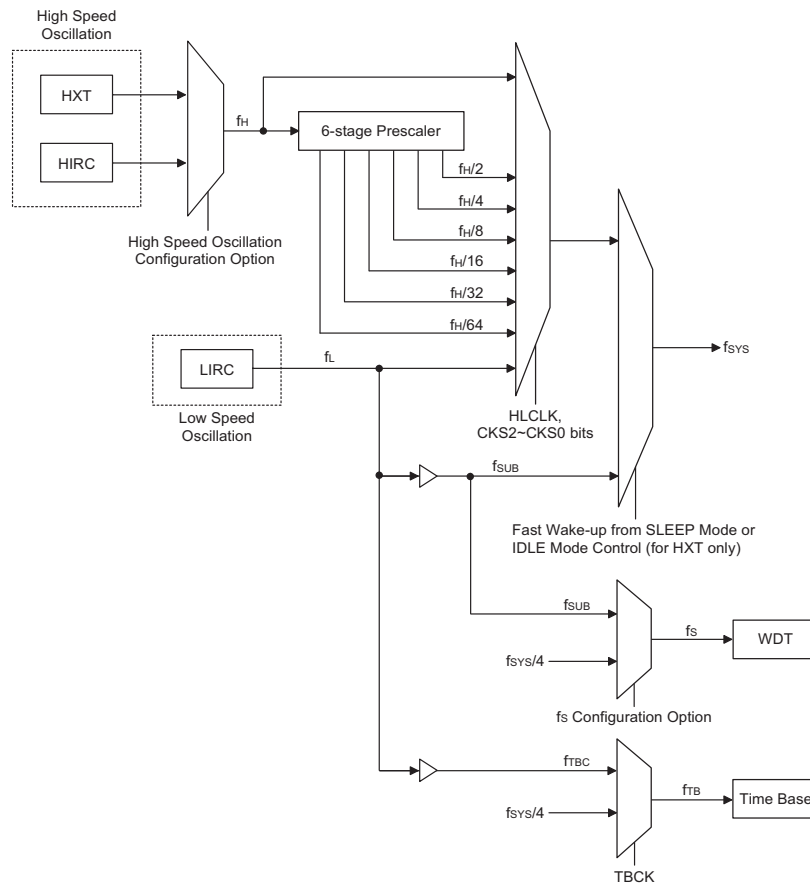 High Speed
Oscillation
HXT
HIRC
fH
6-stage Prescaler
High Speed Oscillation
Configuration Option
fH/2
fH/4
fH/8
fH/16
fH/32
fH/64
LIRC
fL
Low Speed
Oscillation
HLCLK,
CKS2~CKS0 bits
fSYS
fSUB
Fast Wake-up from SLEEP Mode or
IDLE Mode Control (for HXT only)
fSUB
fSYS/4
fS
WDT
fS Configuration Option
fTBC
fSYS/4
fTB
Time Base
TBCK